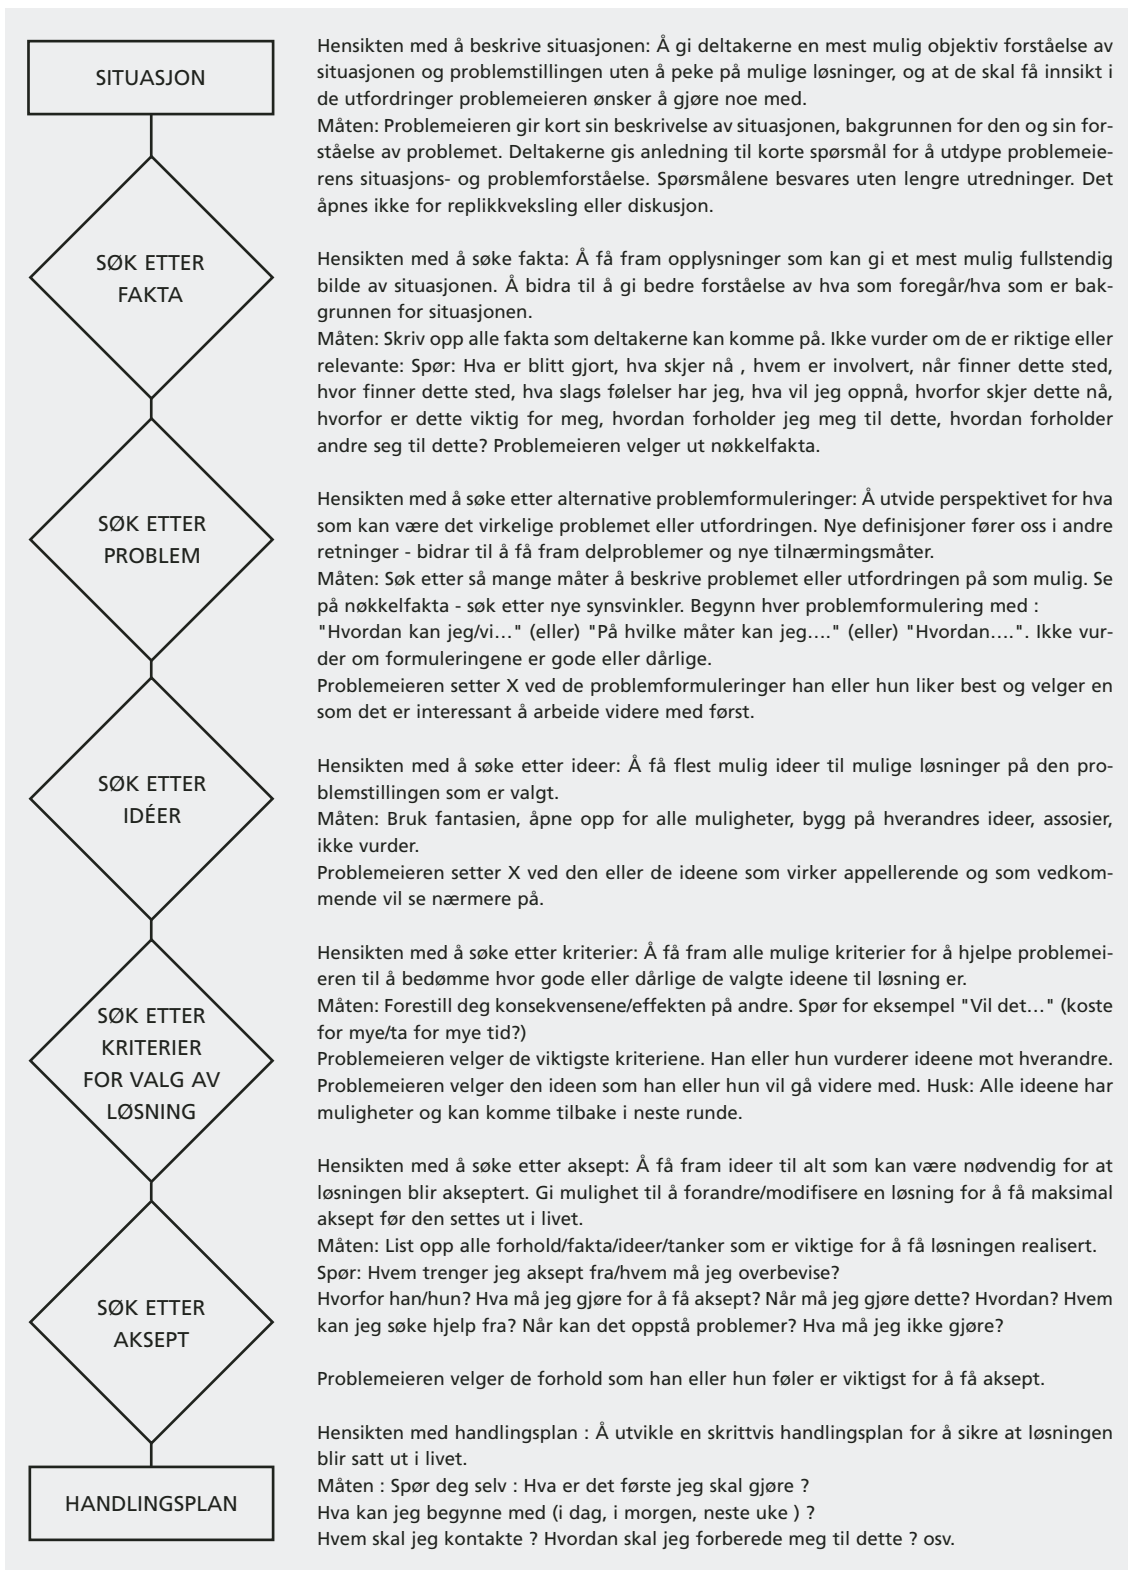 SITUASJON
Hensikten med å beskrive situasjonen: Å gi deltakerne en mest mulig objektiv forståelse av
situasjonen og problemstillingen uten å peke på mulige løsninger, og at de skal få innsikt i
de utfordringer problemeieren ønsker å gjøre noe med.
Måten: Problemeieren gir kort sin beskrivelse av situasjonen, bakgrunnen for den og sin for-
ståelse av problemet. Deltakerne gis anledning til korte spørsmål for å utdype problemeie-
rens situasjons- og problemforståelse. Spørsmålene besvares uten lengre utredninger. Det
åpnes ikke for replikkveksling eller diskusjon.
SØK ETTER
FAKTA
Hensikten med å søke fakta: Å få fram opplysninger som kan gi et mest mulig fullstendig
bilde av situasjonen. Å bidra til å gi bedre forståelse av hva som foregår/hva som er bak-
grunnen for situasjonen.
Måten: Skriv opp alle fakta som deltakerne kan komme på. Ikke vurder om de er riktige eller
relevante: Spør: Hva er blitt gjort, hva skjer nå , hvem er involvert, når finner dette sted,
hvor finner dette sted, hva slags følelser har jeg, hva vil jeg oppnå, hvorfor skjer dette nå,
hvorfor er dette viktig for meg, hvordan forholder jeg meg til dette, hvordan forholder
andre seg til dette? Problemeieren velger ut nøkkelfakta.
SØK ETTER
PROBLEM
Hensikten med å søke etter alternative problemformuleringer: Å utvide perspektivet for hva
som kan være det virkelige problemet eller utfordringen. Nye definisjoner fører oss i andre
retninger - bidrar til å få fram delproblemer og nye tilnærmingsmåter.
Måten: Søk etter så mange måter å beskrive problemet eller utfordringen på som mulig. Se
på nøkkelfakta - søk etter nye synsvinkler. Begynn hver problemformulering med :
"Hvordan kan jeg/vi…" (eller) "På hvilke måter kan jeg…." (eller) "Hvordan….". Ikke vur-
der om formuleringene er gode eller dårlige.
Problemeieren setter X ved de problemformuleringer han eller hun liker best og velger en
som det er interessant å arbeide videre med først.
SØK ETTER
IDÉER
Hensikten med å søke etter ideer: Å få flest mulig ideer til mulige løsninger på den pro-
blemstillingen som er valgt.
Måten: Bruk fantasien, åpne opp for alle muligheter, bygg på hverandres ideer, assosier,
ikke vurder.
Problemeieren setter X ved den eller de ideene som virker appellerende og som vedkom-
mende vil se nærmere på.
SØK ETTER
KRITERIER
FOR VALG AV
LØSNING
Hensikten med å søke etter kriterier: Å få fram alle mulige kriterier for å hjelpe problemei-
eren til å bedømme hvor gode eller dårlige de valgte ideene til løsning er.
Måten: Forestill deg konsekvensene/effekten på andre. Spør for eksempel "Vil det…" (koste
for mye/ta for mye tid?)
Problemeieren velger de viktigste kriteriene. Han eller hun vurderer ideene mot hverandre.
Problemeieren velger den ideen som han eller hun vil gå videre med. Husk: Alle ideene har
muligheter og kan komme tilbake i neste runde.
SØK ETTER
AKSEPT
Hensikten med å søke etter aksept: Å få fram ideer til alt som kan være nødvendig for at
løsningen blir akseptert. Gi mulighet til å forandre/modifisere en løsning for å få maksimal
aksept før den settes ut i livet.
Måten: List opp alle forhold/fakta/ideer/tanker som er viktige for å få løsningen realisert.
Spør: Hvem trenger jeg aksept fra/hvem må jeg overbevise?
Hvorfor han/hun? Hva må jeg gjøre for å få aksept? Når må jeg gjøre dette? Hvordan? Hvem
kan jeg søke hjelp fra? Når kan det oppstå problemer? Hva må jeg ikke gjøre?
Problemeieren velger de forhold som han eller hun føler er viktigst for å få aksept.
HANDLINGSPLAN
Hensikten med handlingsplan : Å utvikle en skrittvis handlingsplan for å sikre at løsningen
blir satt ut i livet.
Måten : Spør deg selv : Hva er det første jeg skal gjøre ?
Hva kan jeg begynne med (i dag, i morgen, neste uke ) ?
Hvem skal jeg kontakte ? Hvordan skal jeg forberede meg til dette ? osv.